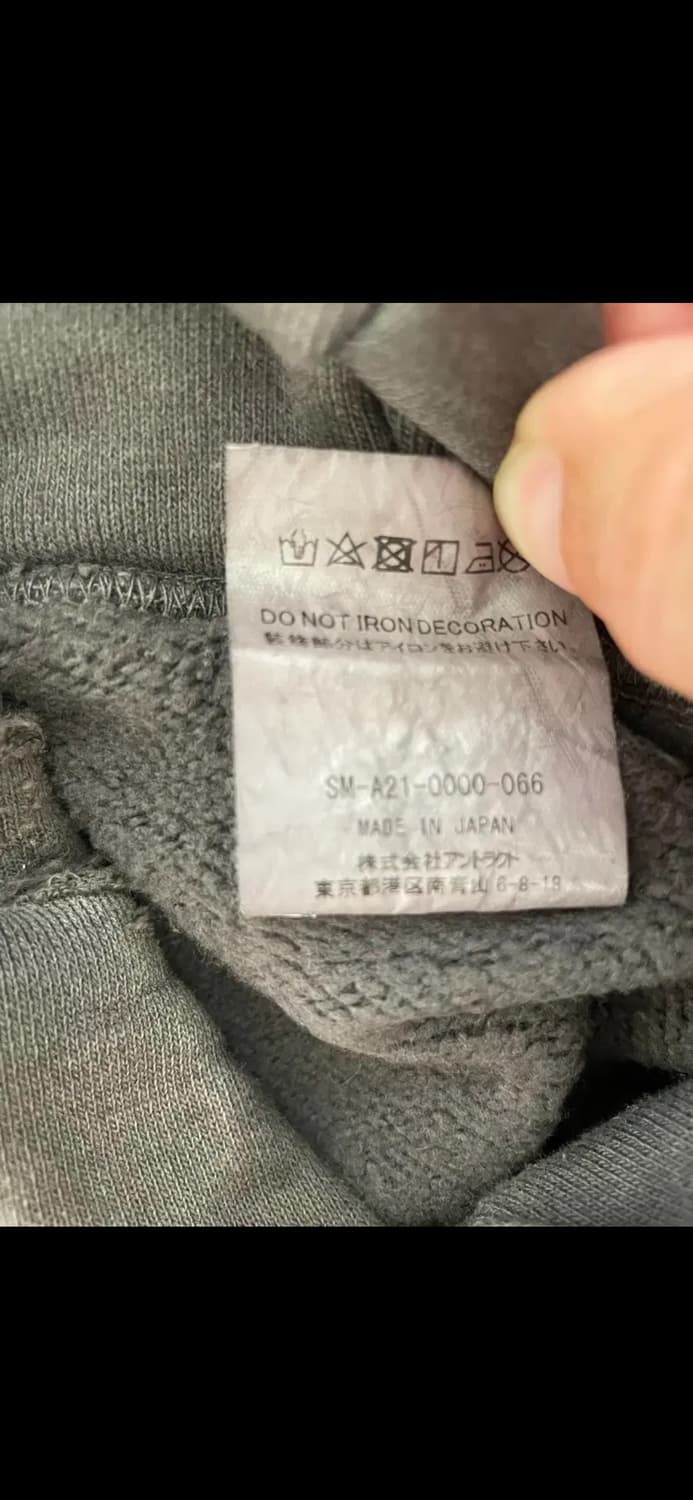 DO NOT IRON DECORATION
装飾部分はアイロンをお避け下さい。
SM-A21-0000-066
MADE IN JAPAN
株式会社アントラクト
東京都港区南青山 6-8-18